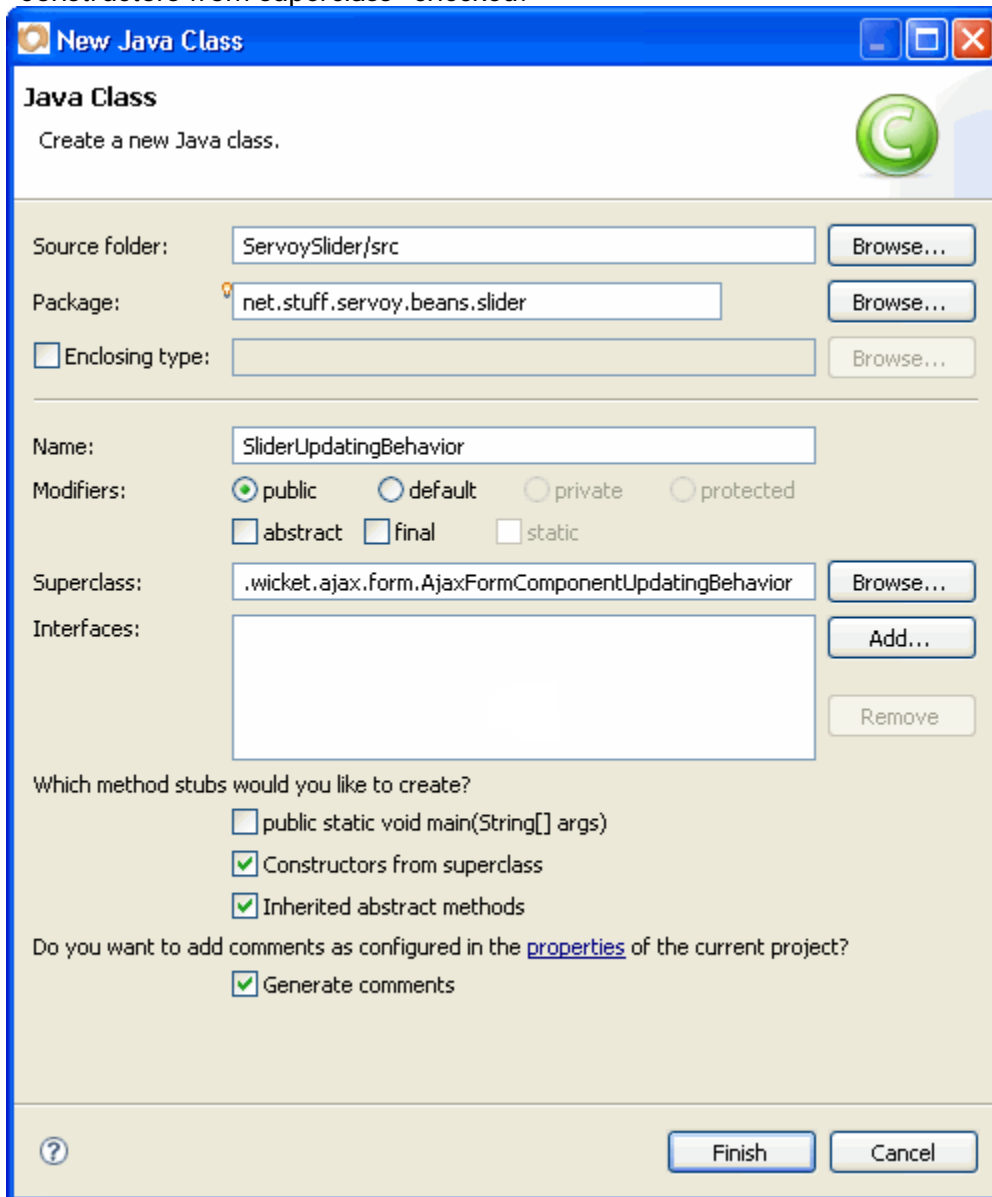 New Java Class
Java Class
Create a new Java class.
Source folder: ServoySlider/src Browse...
Package: net.stuff.servoy.beans.slider Browse...
Enclosing type: Browse...
Name: SliderUpdatingBehavior
Modifiers: public default private protected
abstract final static
Superclass: .wicket.ajax.form.AjaxFormComponentUpdatingBehavior Browse...
Interfaces: Add...
Remove
Which method stubs would you like to create?
public static void main(String[] args)
Constructors from superclass
Inherited abstract methods
Do you want to add comments as configured in the properties of the current project?
Generate comments
Finish Cancel